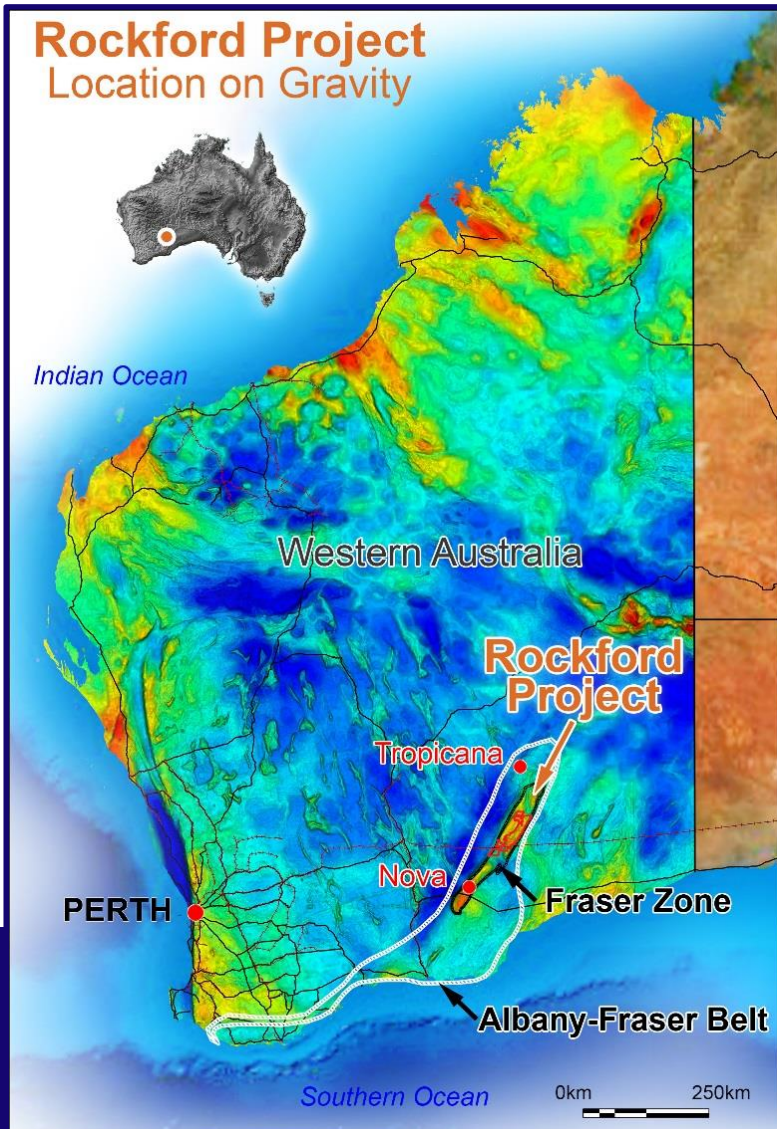 Rockford Project
Location on Gravity
Indian Ocean
Western Australia
Rockford
Project
Tropicana
Nova
PERTH
Fraser Zone
Albany-Fraser Belt
Southern Ocean
0km 250km